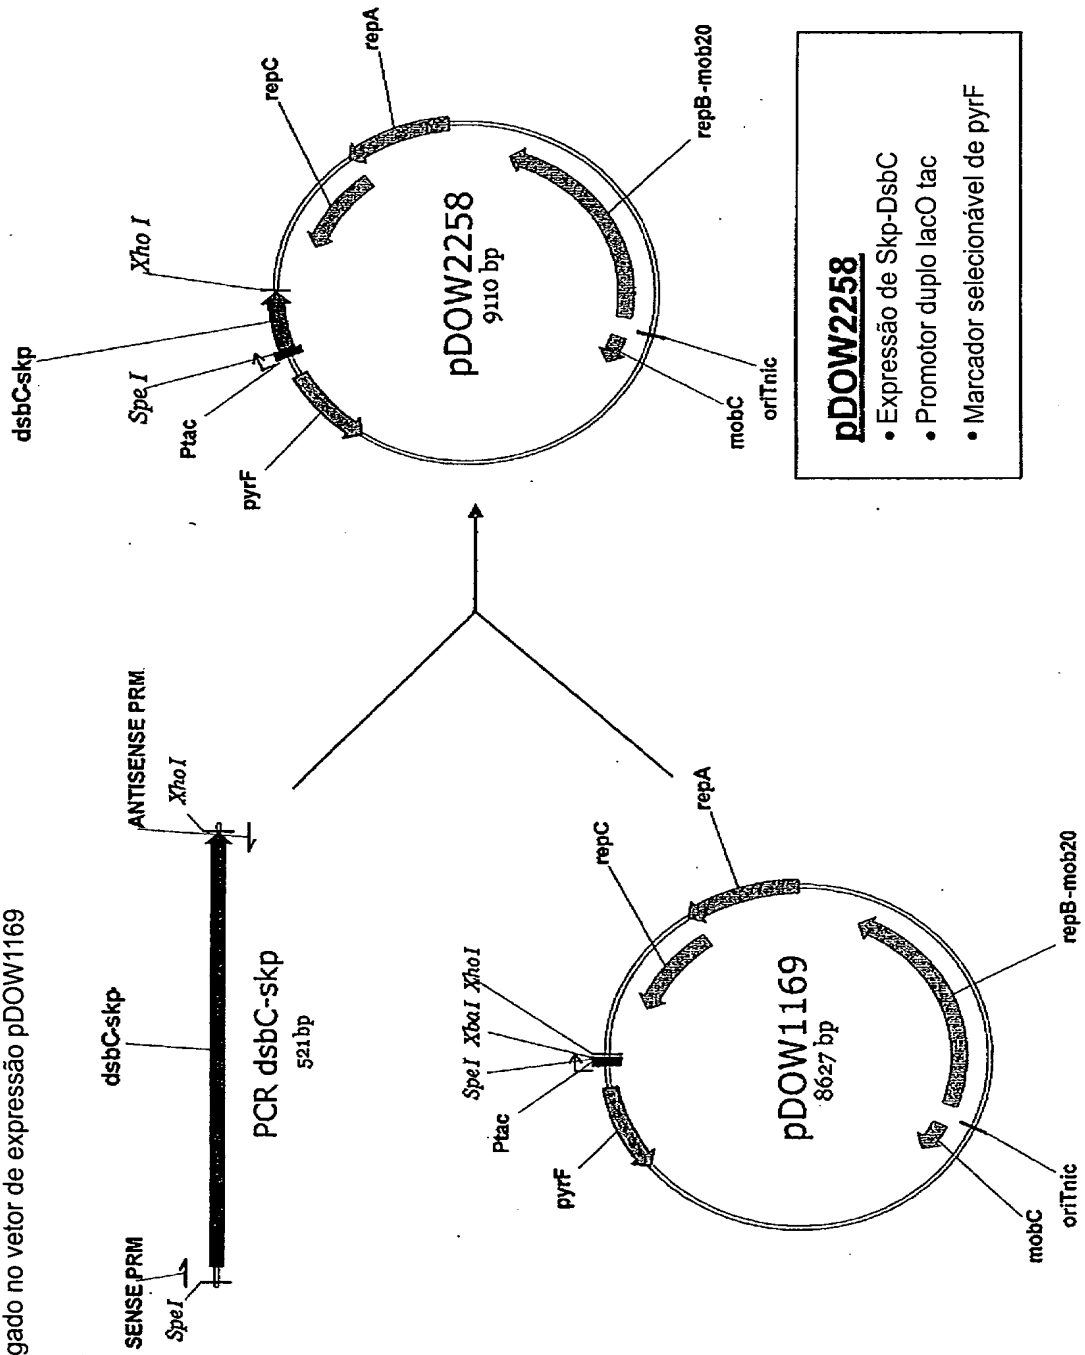 gado no vetor de expressão pDOW1169
SENSE PRM
SpeI
dsbC-skp
ANTISENSE PRM
XhoI
PCR dsbC-skp
521bp
pyrF
Ptac
SpeI XbaI XhoI
repC
repA
pDOW1169
8627 bp
mobC
oriTnic
repB-mob20
dsbC-skp
Spe I
Xho I
Ptac
pyrF
repC
repA
pDOW2258
9110 bp
mobC
oriTnic
repB-mob20
pDOW2258
• Expressão de Skp-DsbC
• Promotor duplo lacO tac
• Marcador selecionável de pyrF